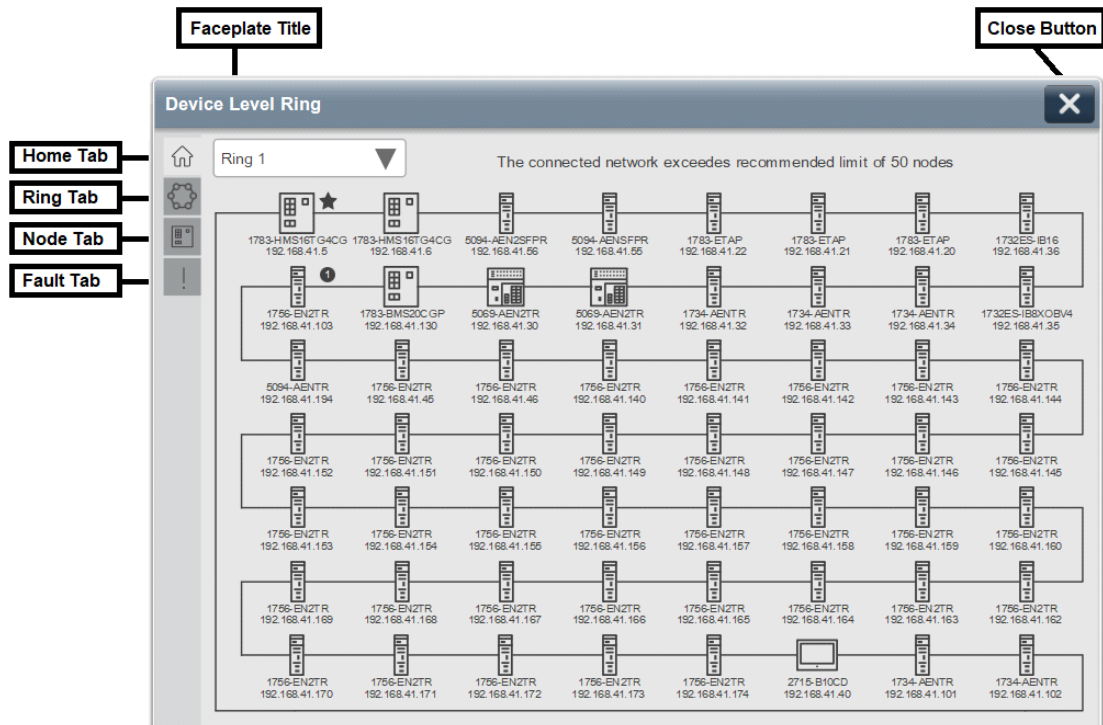 Faceplate Title
Close Button
Device Level Ring
Home Tab
Ring 1
The connected network exceedes recommended limit of 50 nodes
Ring Tab
Node Tab
Fault Tab
1783-HMS16TG4CG 1783-HMS16TG4CG 5094-AEN2SFPR 5094-AENSFPR 1783-ETAP 1783-ETAP 1783-ETAP 1732ES-IB16
192.168.41.5 192.168.41.6 192.168.41.56 192.168.41.55 192.168.41.22 192.168.41.21 192.168.41.20 192.168.41.36
1
1756-EN2TR 1783-BMS20CGP 5069-AEN2TR 5069-AEN2TR 1734-AENTR 1734-AENTR 1734-AENTR 1732ES-IB8XOBV4
192.168.41.103 192.168.41.130 192.168.41.30 192.168.41.31 192.168.41.32 192.168.41.33 192.168.41.34 192.168.41.35
5094-AENTR 1756-EN2TR 1756-EN2TR 1756-EN2TR 1756-EN2TR 1756-EN2TR 1756-EN2TR 1756-EN2TR
192.168.41.194 192.168.41.45 192.168.41.46 192.168.41.140 192.168.41.141 192.168.41.142 192.168.41.143 192.168.41.144
1756-EN2TR 1756-EN2TR 1756-EN2TR 1756-EN2TR 1756-EN2TR 1756-EN2TR 1756-EN2TR 1756-EN2TR
192.168.41.152 192.168.41.151 192.168.41.150 192.168.41.149 192.168.41.148 192.168.41.147 192.168.41.146 192.168.41.145
1756-EN2TR 1756-EN2TR 1756-EN2TR 1756-EN2TR 1756-EN2TR 1756-EN2TR 1756-EN2TR 1756-EN2TR
192.168.41.153 192.168.41.154 192.168.41.155 192.168.41.156 192.168.41.157 192.168.41.158 192.168.41.159 192.168.41.160
1756-EN2TR 1756-EN2TR 1756-EN2TR 1756-EN2TR 1756-EN2TR 1756-EN2TR 1756-EN2TR 1756-EN2TR
192.168.41.169 192.168.41.168 192.168.41.167 192.168.41.166 192.168.41.165 192.168.41.164 192.168.41.163 192.168.41.162
1756-EN2TR 1756-EN2TR 1756-EN2TR 1756-EN2TR 1756-EN2TR 2715-B10CD 1734-AENTR 1734-AENTR
192.168.41.170 192.168.41.171 192.168.41.172 192.168.41.173 192.168.41.174 192.168.41.40 192.168.41.101 192.168.41.102